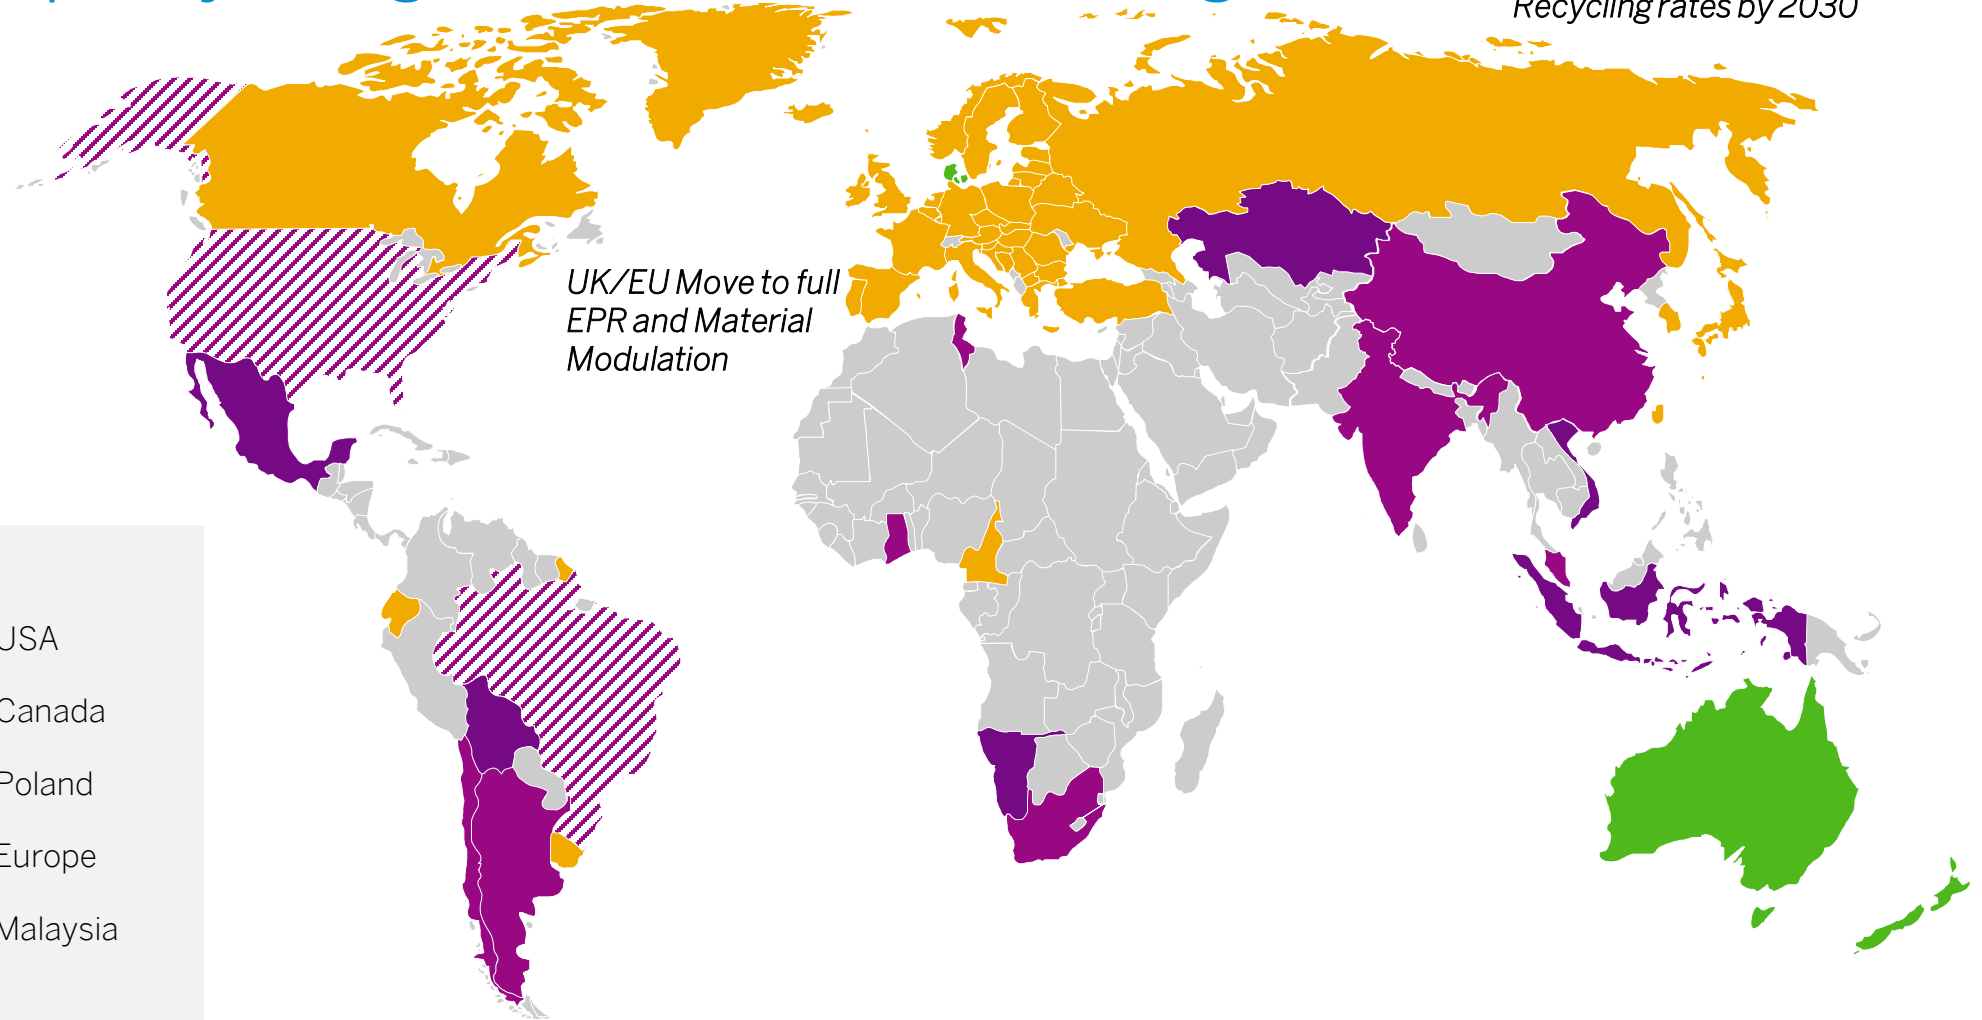 Recycling rates by 2030
UK/EU Move to full
EPR and Material
Modulation
USA
Canada
Poland
Europe
Malaysia